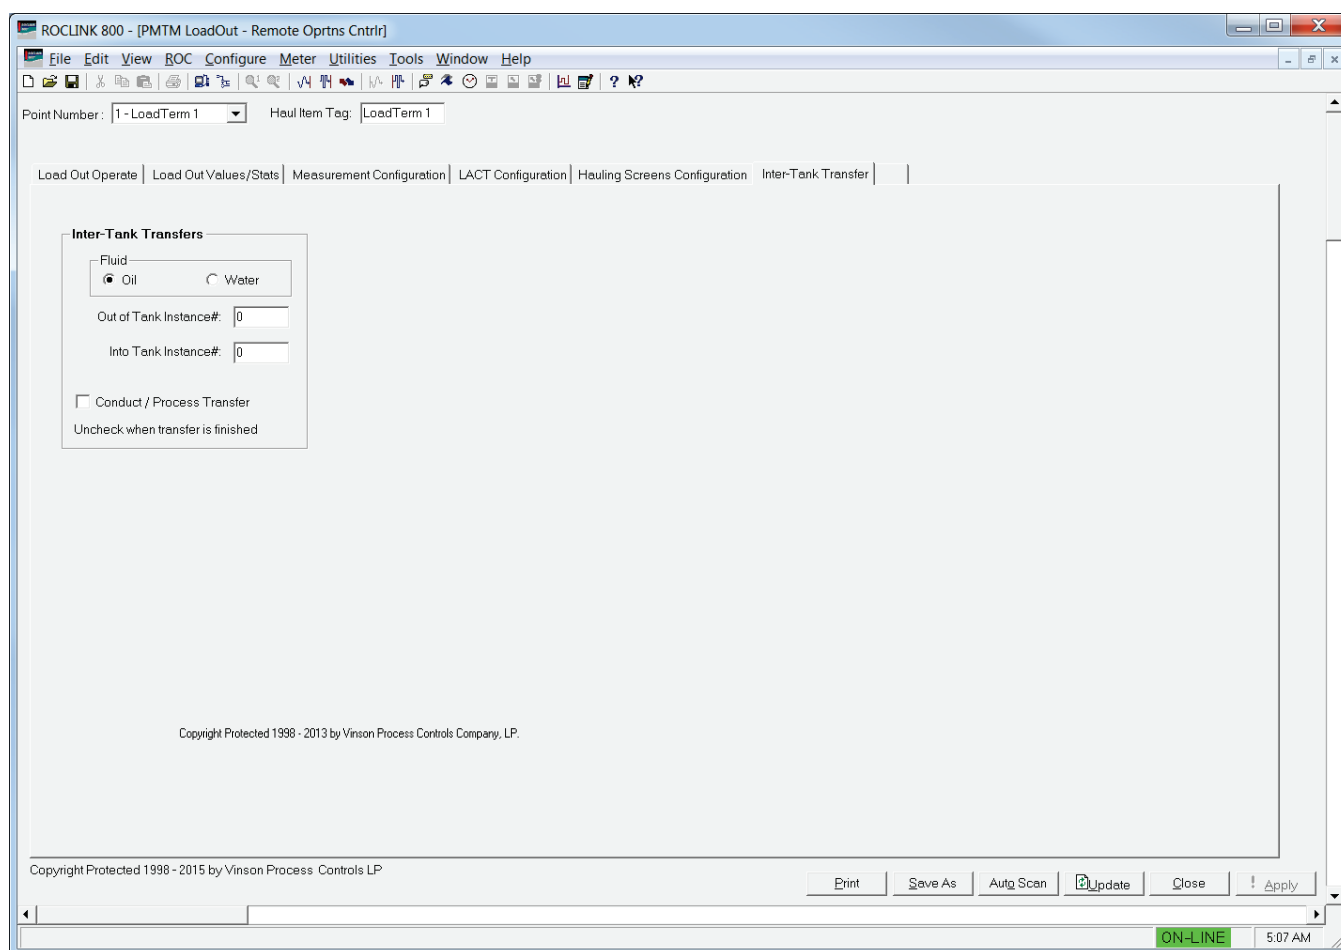 ROCLINK 800 - [PMTM LoadOut - Remote Oprtns Cntrlr]
File Edit View ROC Configure Meter Utilities Tools Window Help
Point Number : 1 - LoadTerm 1 Haul Item Tag: LoadTerm 1
Load Out Operate Load Out Values/Stats Measurement Configuration LACT Configuration Hauling Screens Configuration Inter-Tank Transfer
Inter-Tank Transfers
Fluid
Oil Water
Out of Tank Instance#: 0
Into Tank Instance#: 0
Conduct / Process Transfer
Uncheck when transfer is finished
Copyright Protected 1998 - 2013 by Vinson Process Controls Company, LP.
Copyright Protected 1998 - 2015 by Vinson Process Controls LP
Print Save As Auto Scan Update Close ! Apply
ON-LINE 5:07 AM